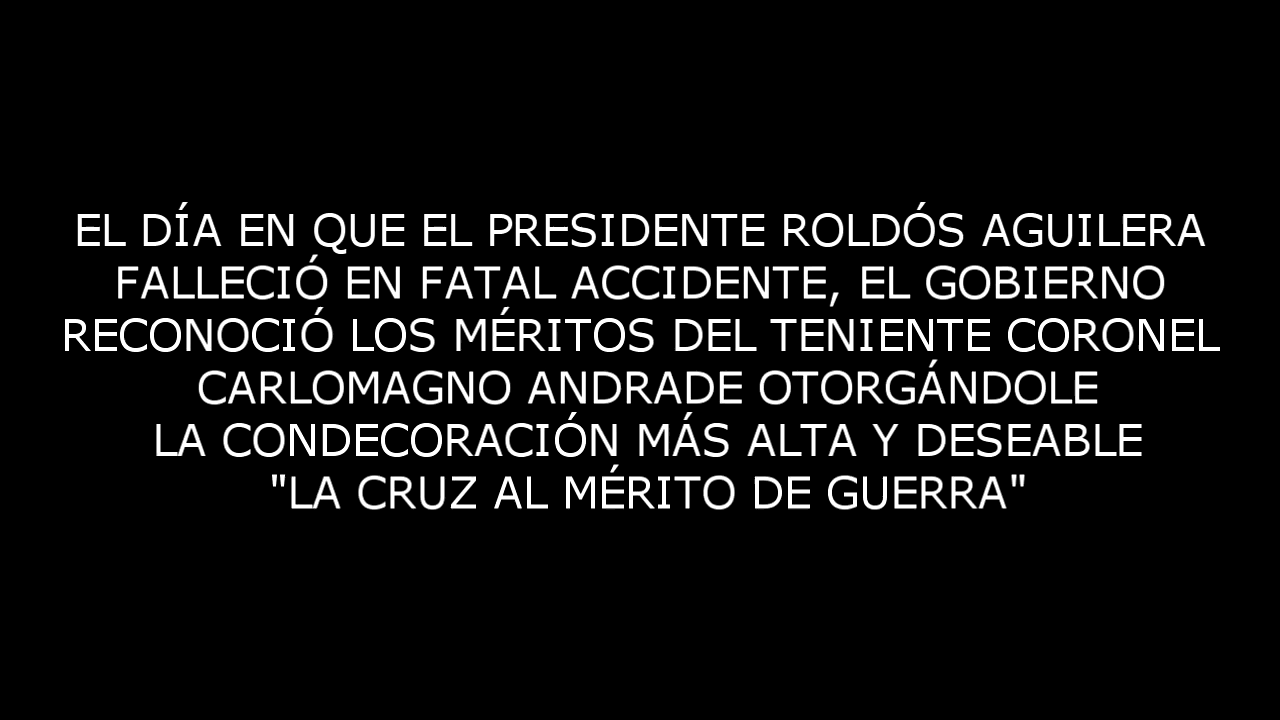 EL DÍA EN QUE EL PRESIDENTE ROLDÓS AGUILERA
FALLECIÓ EN FATAL ACCIDENTE, EL GOBIERNO
RECONOCIÓ LOS MÉRITOS DEL TENIENTE CORONEL
CARLOMAGNO ANDRADE OTORGÁNDOLE
LA CONDECORACIÓN MÁS ALTA Y DESEABLE
"LA CRUZ AL MÉRITO DE GUERRA"